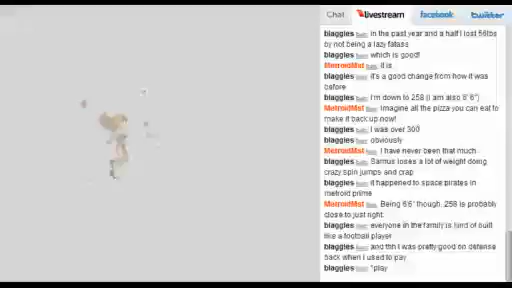 Chat livestream facebook twitter
blaggles in the past year and a half I lost 56lbs
by not being a lazy fatass
blaggles which is good!
MetroidMst it is
blaggles it's a good change from how it was
before
blaggles I'm down to 258 (I am also 6' 6")
MetroidMst Imagine all the pizza you can eat to
make it back up now!
blaggles I was over 300
blaggles obviously
MetroidMst I have never been that much
blaggles Samus loses a lot of weight doing
crazy spin jumps and crap
blaggles it happened to space pirates in
metroid prime
MetroidMst Being 6'6" though, 258 is probably
close to just right.
blaggles everyone in the family is kind of built
like a football player
blaggles and tbh I was pretty good on defense
back when I used to pay
blaggles *play